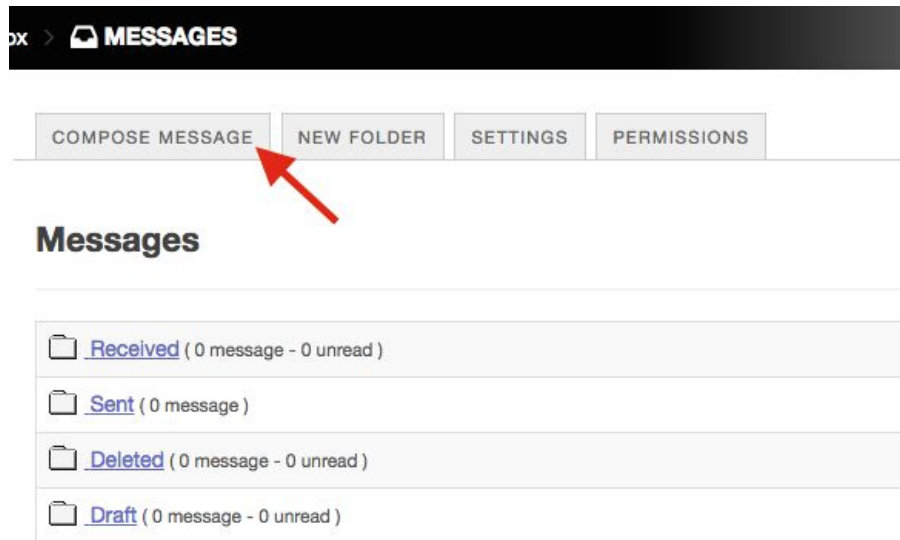 ox > MESSAGES
COMPOSE MESSAGE NEW FOLDER SETTINGS PERMISSIONS
Messages
Received ( 0 message - 0 unread )
Sent ( 0 message )
Deleted ( 0 message - 0 unread )
Draft ( 0 message - 0 unread )